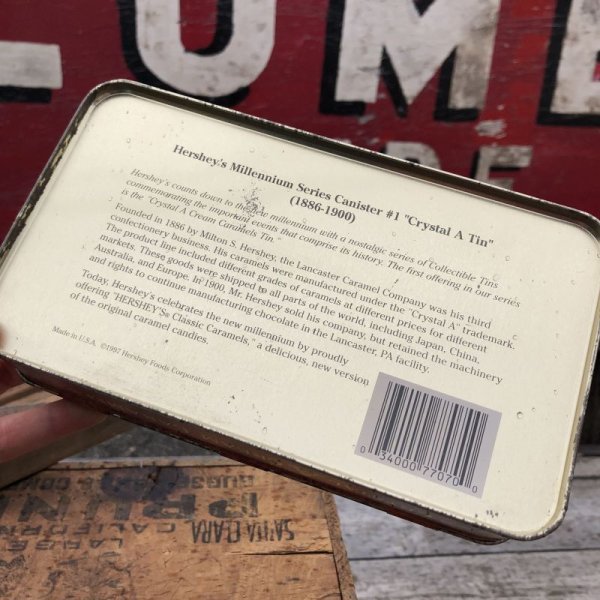 UME
Hershey's Millennium Series Canister #1 "Crystal A Tin"
(1886-1900)
Hershey's counts down to the new millennium with a nostalgic series of Collectible Tins
commemorating the important events that comprise its history. The first offering in our series
is the "Crystal A Cream Caramels Tin."
Founded in 1886 by Milton S. Hershey, the Lancaster Caramel Company was his third
confectionery business. His caramels were manufactured under the "Crystal A" trademark.
The product line included different grades of caramels at different prices for different
markets. These goods were shipped to all parts of the world, including Japan, China,
Australia, and Europe. In 1900, Mr. Hershey sold his company, but retained the machinery
and rights to continue manufacturing chocolate in the Lancaster, PA facility.
Today, Hershey's celebrates the new millennium by proudly
offering "HERSHEY'S® Classic Caramels," a delicious, new version
of the original caramel candies.
Made in U.S.A. ©1997 Hershey Foods Corporation
0 34000 77070 0
SANTA CLARA
PRUN
CALIFORN
LARGE